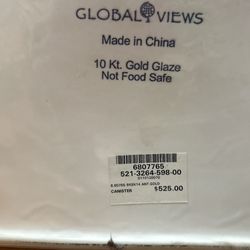 GLOBAL VIEWS
Made in China
10 Kt. Gold Glaze
Not Food Safe
6807765
521-3264-598-00
CANISTER
$525.00